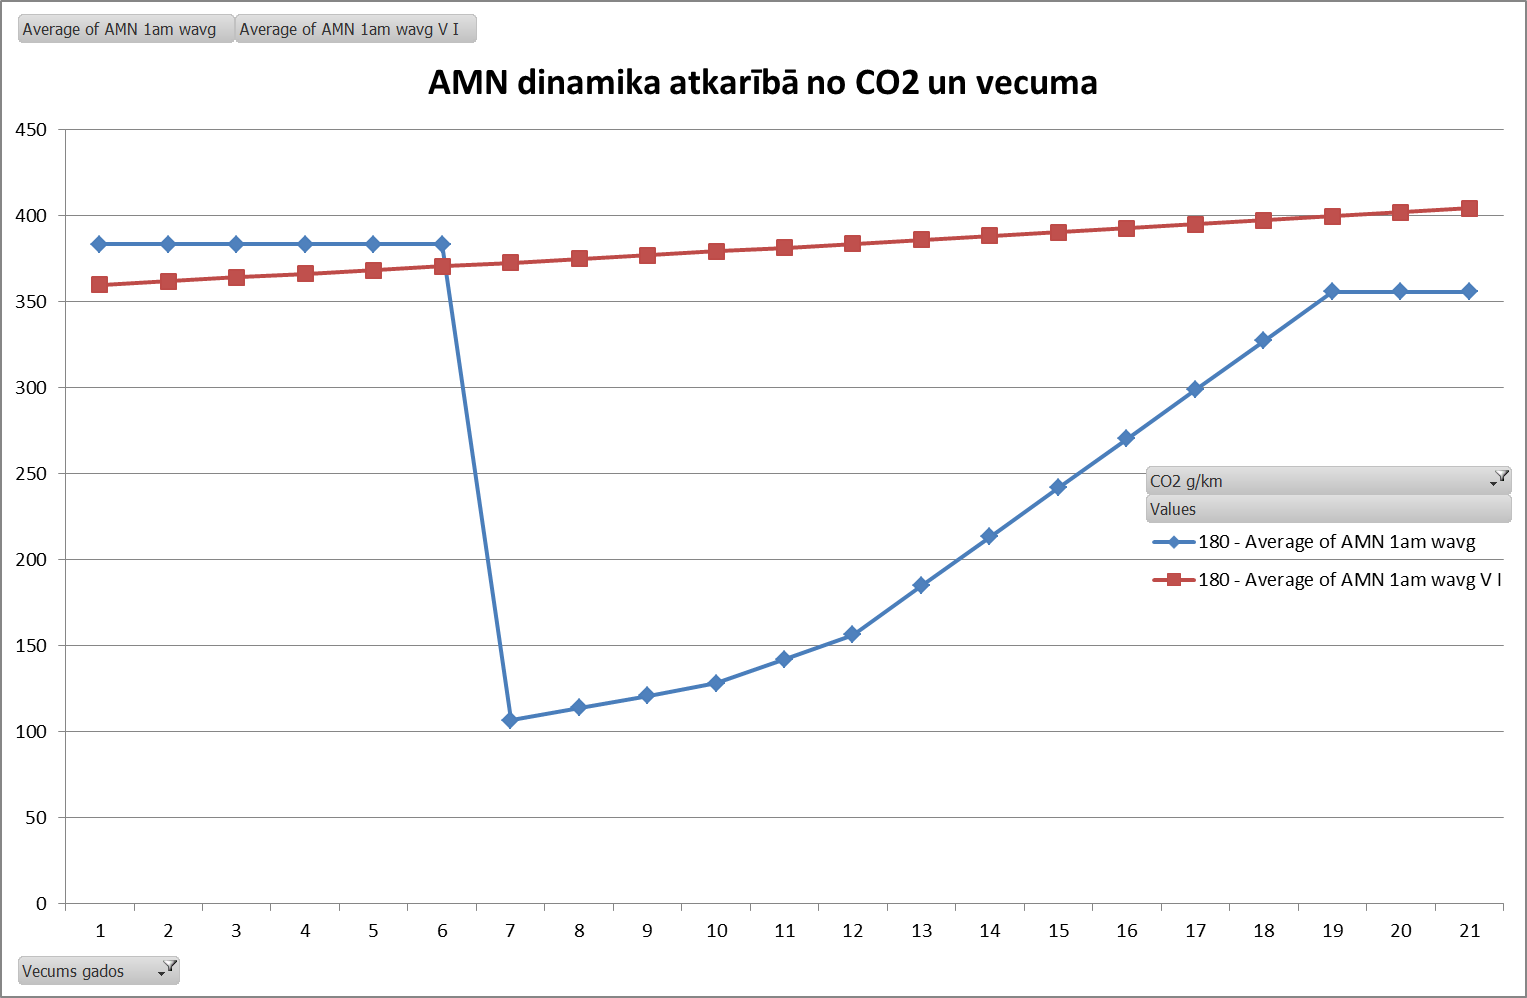 Average of AMN 1am wavg Average of AMN 1am wavg V I
AMN dinamika atkarībā no CO2 un vecuma
450
400
350
300
250
200
150
100
50
0
CO2 g/km
Values
180 - Average of AMN 1am wavg
180 - Average of AMN 1am wavg V I
1 2 3 4 5 6 7 8 9 10 11 12 13 14 15 16 17 18 19 20 21
Vecums gados